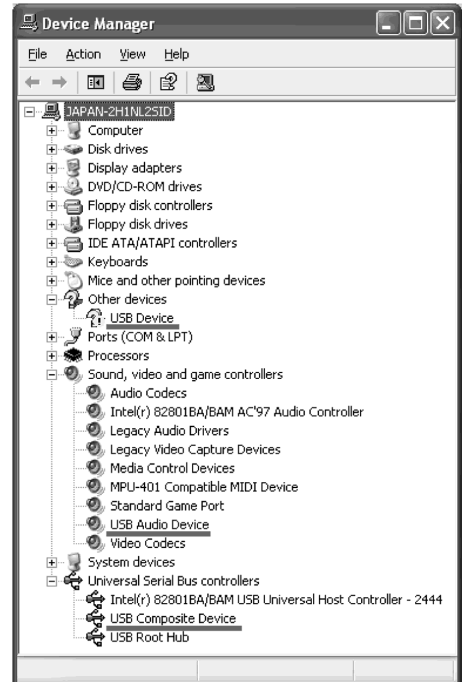 Device Manager
File Action View Help
JAPAN-2H1NL2SID
Computer
Disk drives
Display adapters
DVD/CD-ROM drives
Floppy disk controllers
Floppy disk drives
IDE ATA/ATAPI controllers
Keyboards
Mice and other pointing devices
Other devices
USB Device
Ports (COM & LPT)
Processors
Sound, video and game controllers
Audio Codecs
Intel(r) 82801BA/BAM AC'97 Audio Controller
Legacy Audio Drivers
Legacy Video Capture Devices
Media Control Devices
MPU-401 Compatible MIDI Device
Standard Game Port
USB Audio Device
Video Codecs
System devices
Universal Serial Bus controllers
Intel(r) 82801BA/BAM USB Universal Host Controller - 2444
USB Composite Device
USB Root Hub